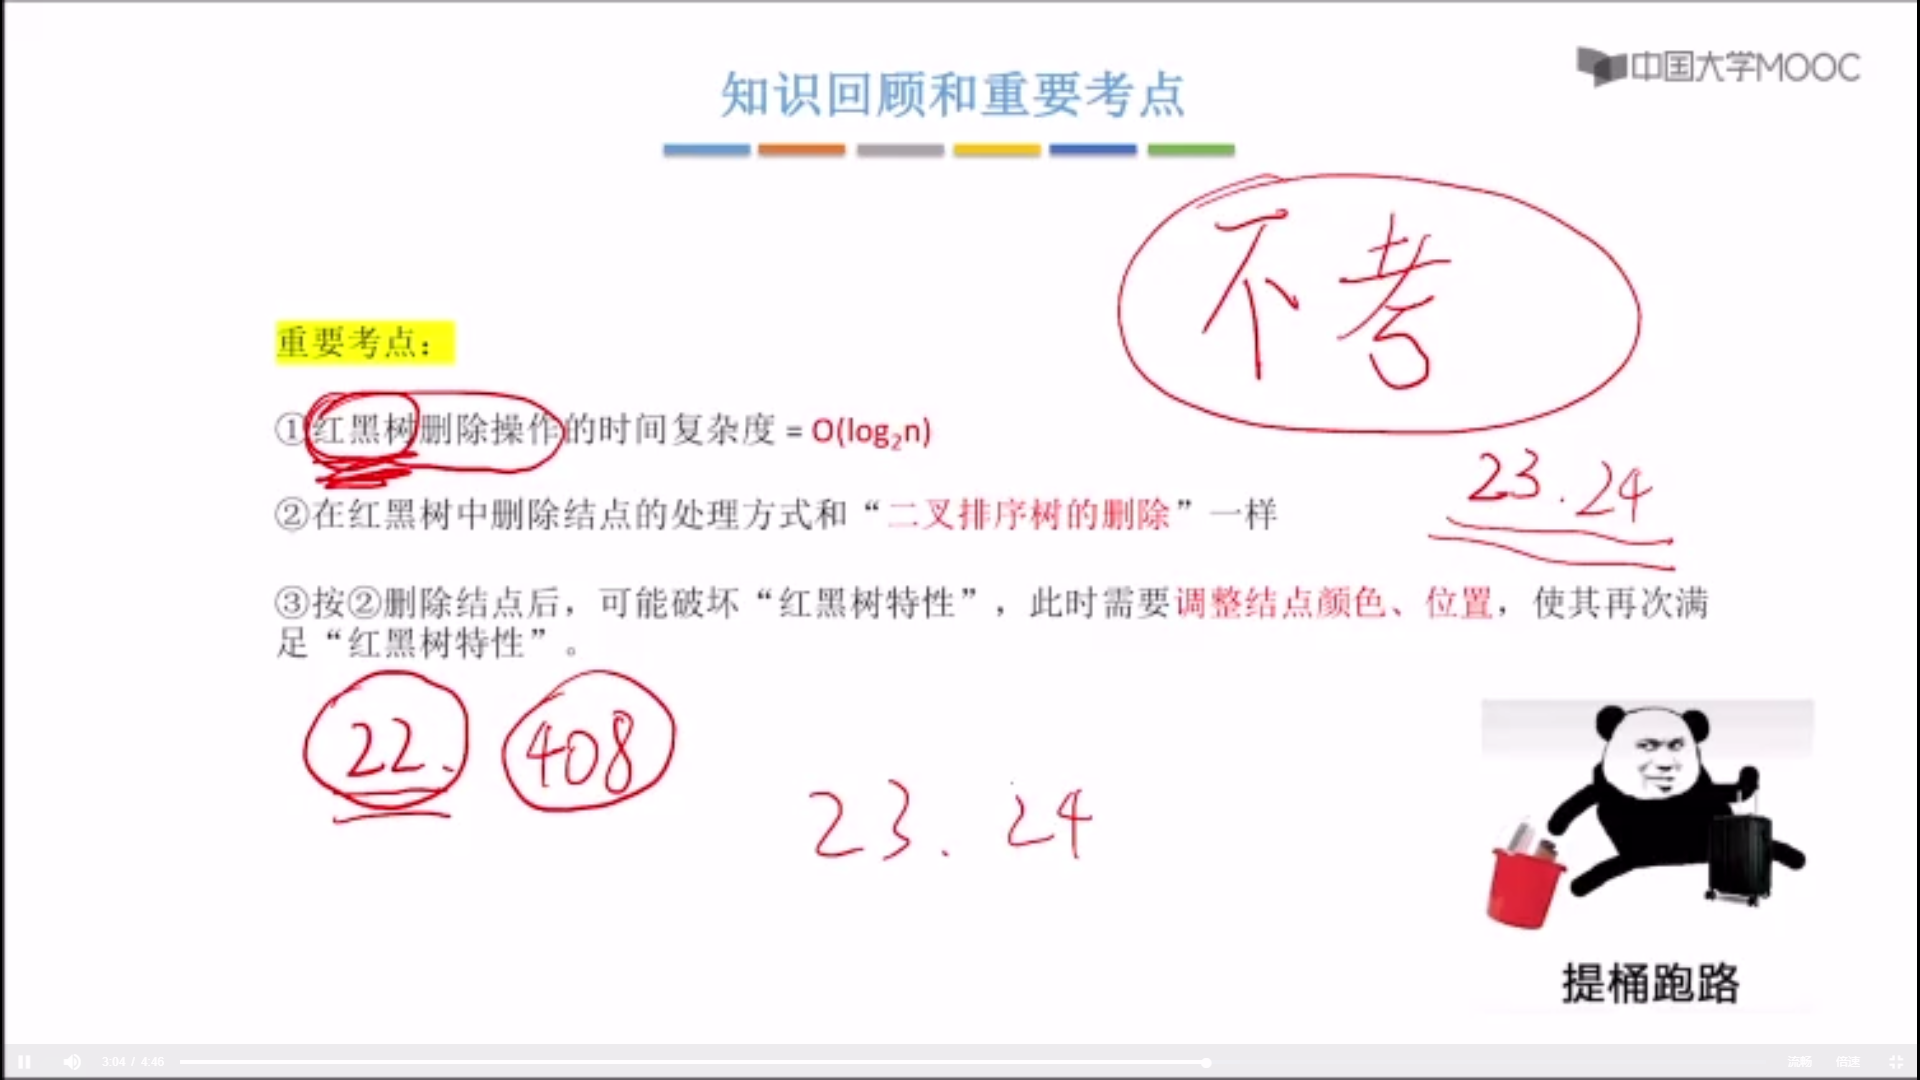 中国大学MOOC
知识回顾和重要考点
不考
重要考点：
①红黑树删除操作的时间复杂度 = O(log₂n)
23.24
②在红黑树中删除结点的处理方式和“二叉排序树的删除”一样
③按②删除结点后，可能破坏“红黑树特性”，此时需要调整结点颜色、位置，使其再次满
足“红黑树特性”。
22. 408
23. 24
提桶跑路
3:04 / 4:46 流畅 倍速